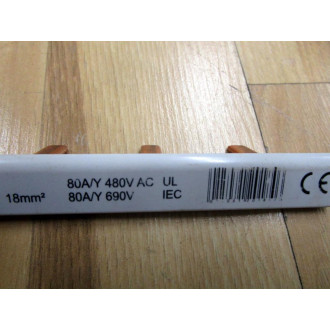 80A/Y 480V AC UL
18mm² 80A/Y 690V IEC
CE